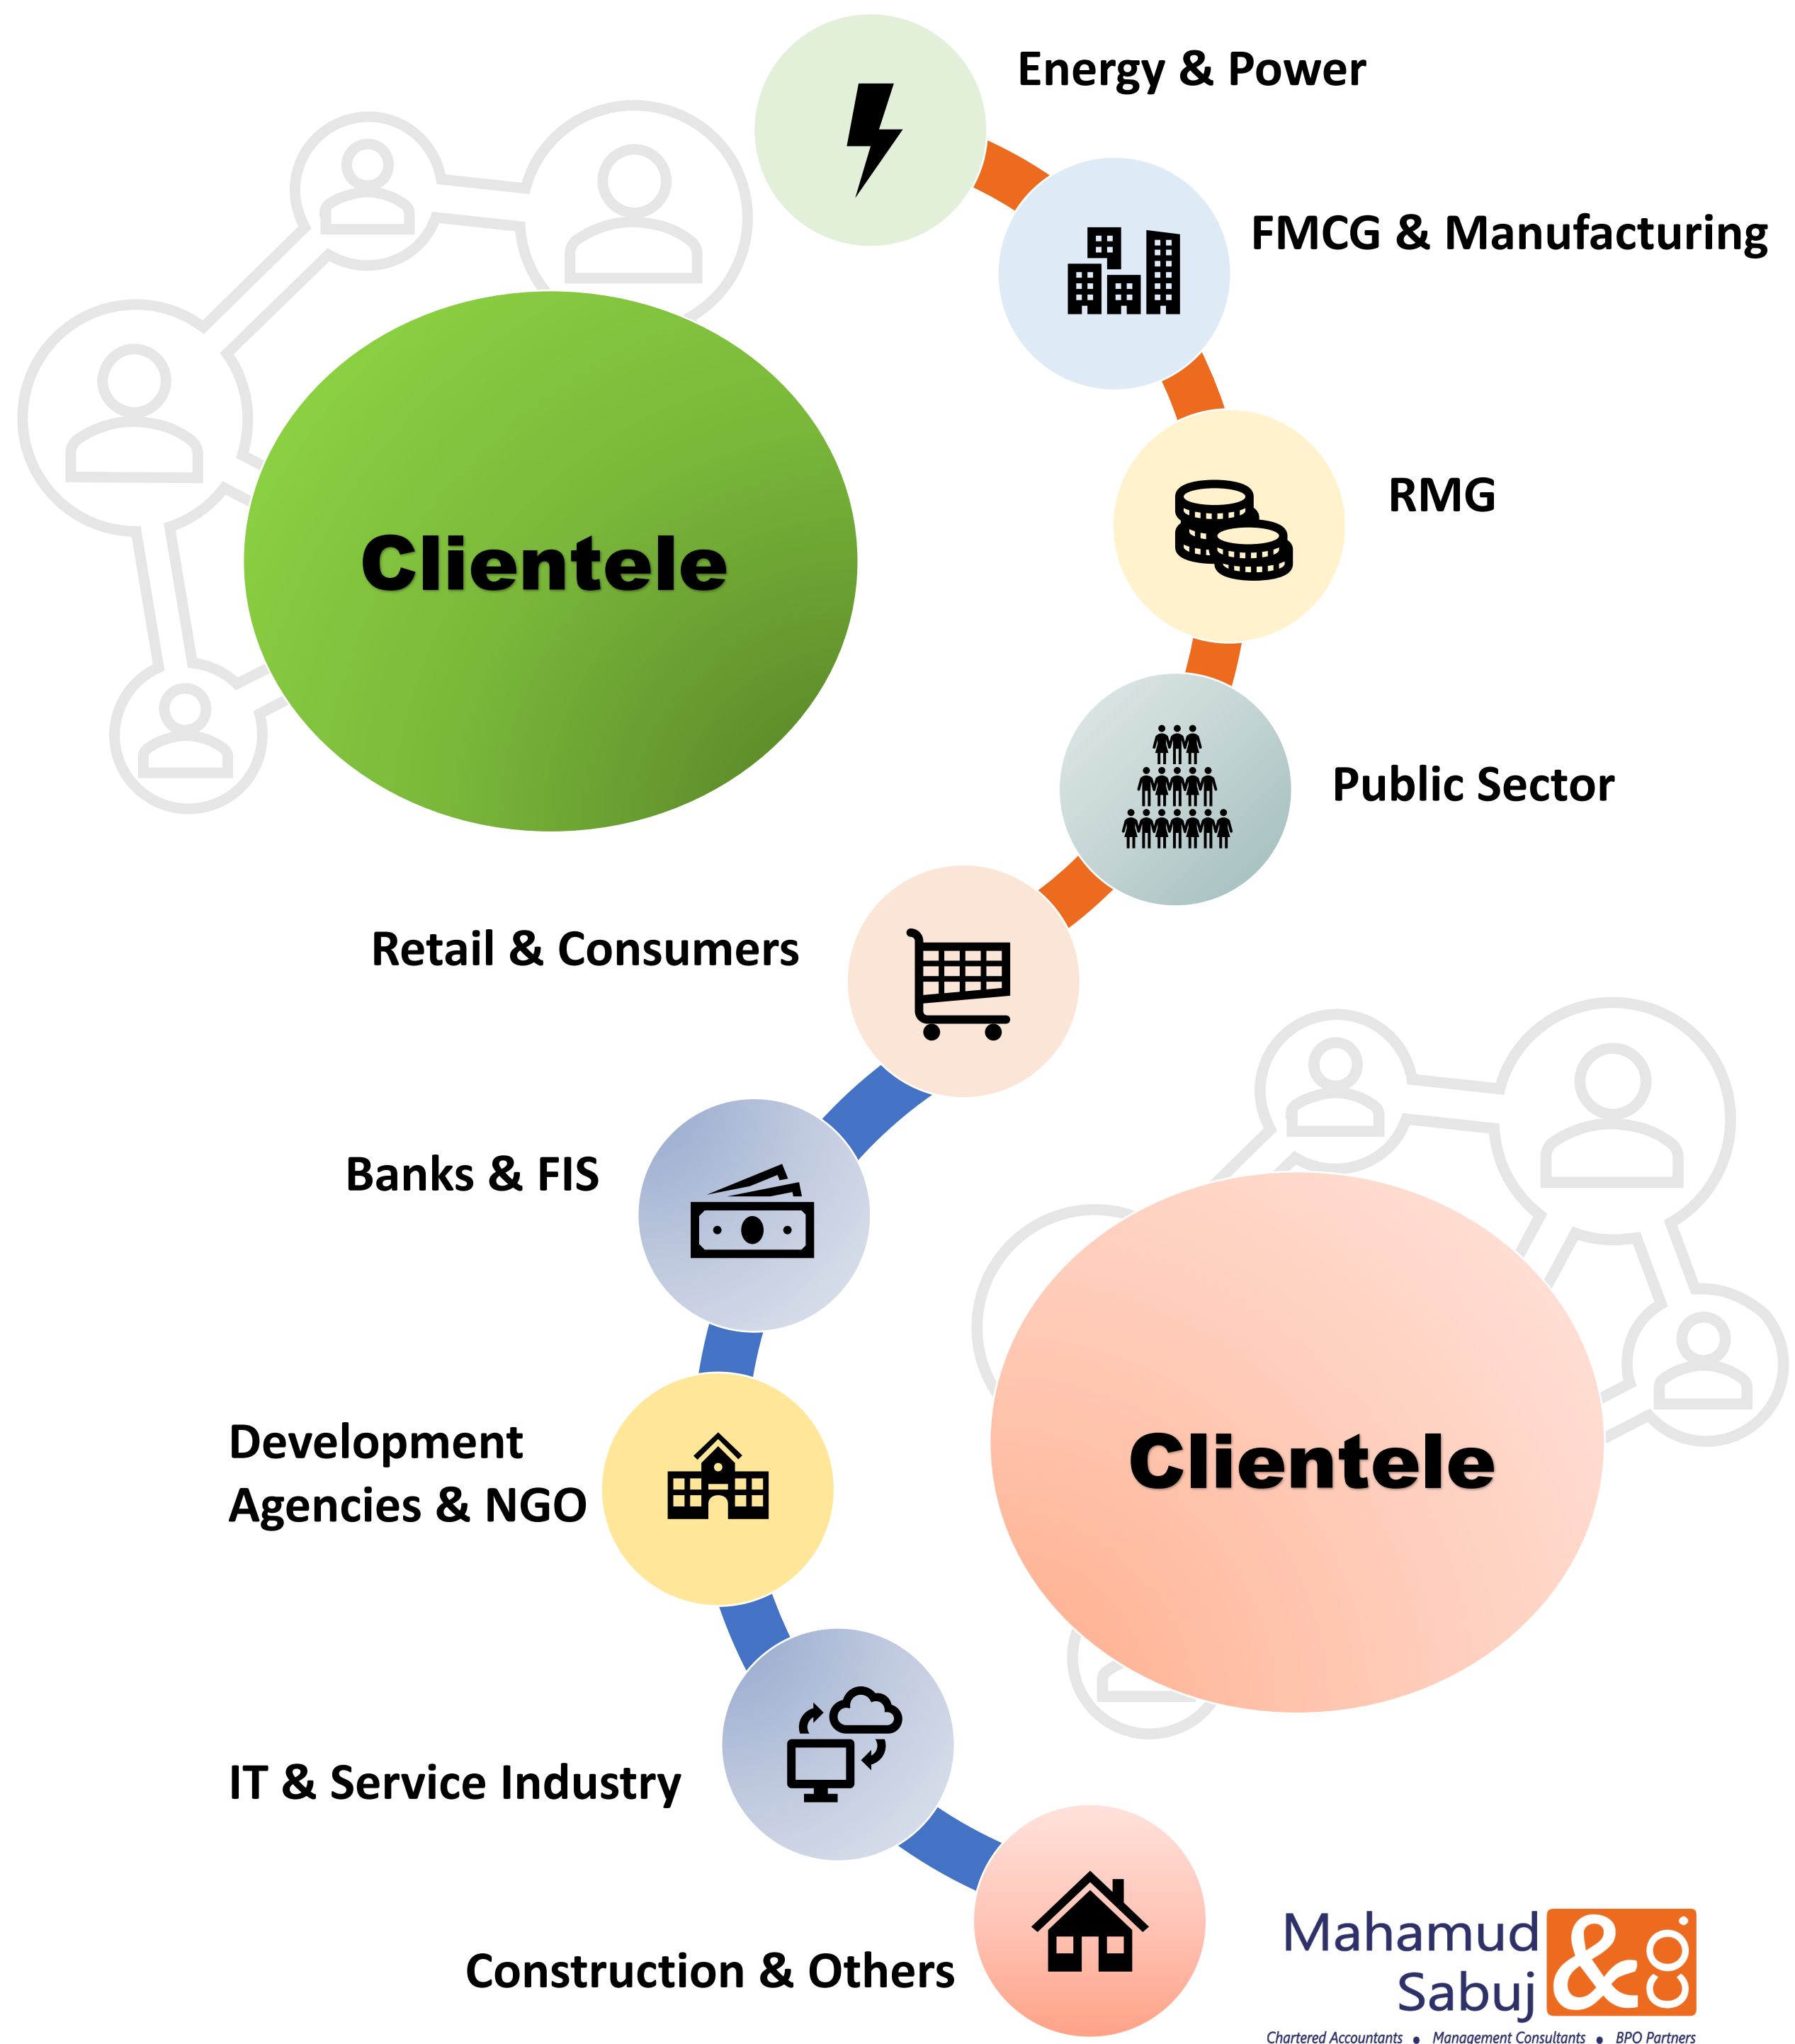 Energy & Power
FMCG & Manufacturing
RMG
Clientele
Public Sector
Retail & Consumers
Banks & FIS
Development
Agencies & NGO
Clientele
IT & Service Industry
Construction & Others
Mahamud
Sabuj
& co.
Chartered Accountants • Management Consultants • BPO Partners